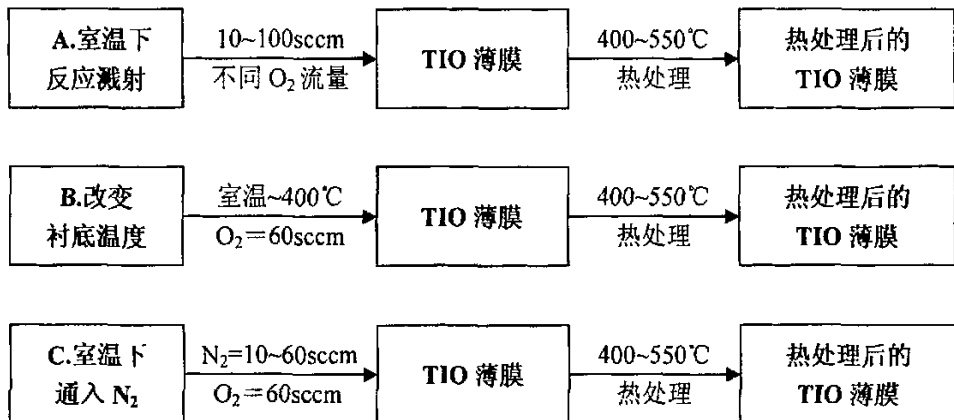 A.室温下
反应溅射
10~100sccm
不同 O₂ 流量
TIO 薄膜
400~550℃
热处理
热处理后的
TIO 薄膜
B.改变
衬底温度
室温~400℃
O₂＝60sccm
TIO 薄膜
400~550℃
热处理
热处理后的
TIO 薄膜
C.室温下
通入 N₂
N₂=10~60sccm
O₂＝60sccm
TIO 薄膜
400~550℃
热处理
热处理后的
TIO 薄膜